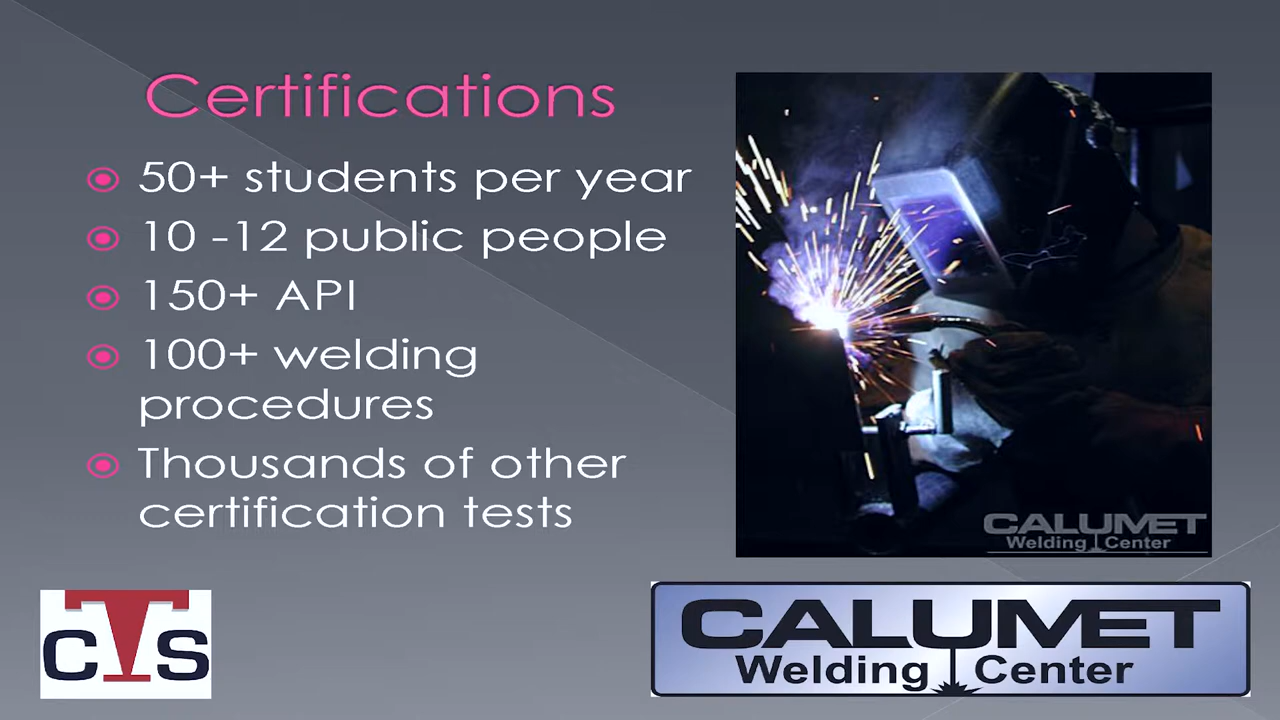 Certifications
50+ students per year
10 -12 public people
150+ API
100+ welding
procedures
Thousands of other
certification tests
CALUMET
Welding Center
CTS
CALUMET
Welding Center